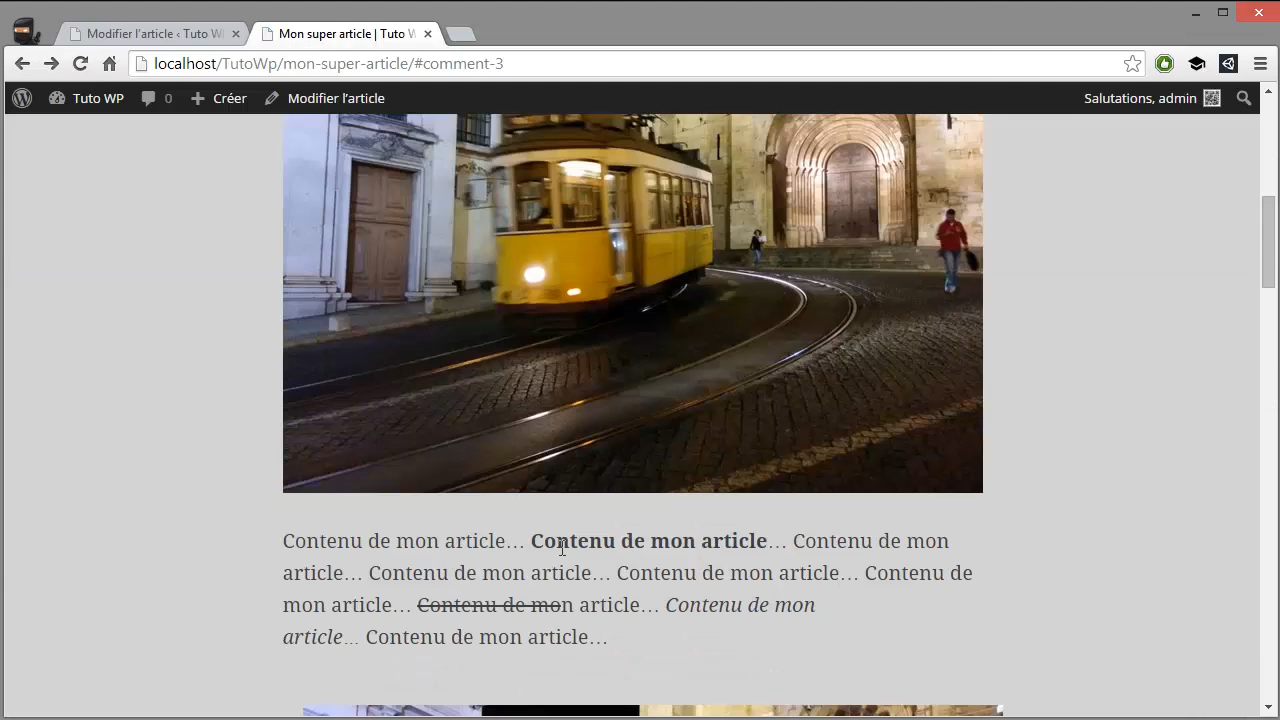 Modifier l'article ‹ Tuto W
Mon super article | Tuto W
localhost/TutoWp/mon-super-article/#comment-3
Tuto WP 0 Créer Modifier l'article Salutations, admin
Contenu de mon article… Contenu de mon article… Contenu de mon
article… Contenu de mon article… Contenu de mon article… Contenu de
mon article… Contenu de mon article… Contenu de mon
article… Contenu de mon article…